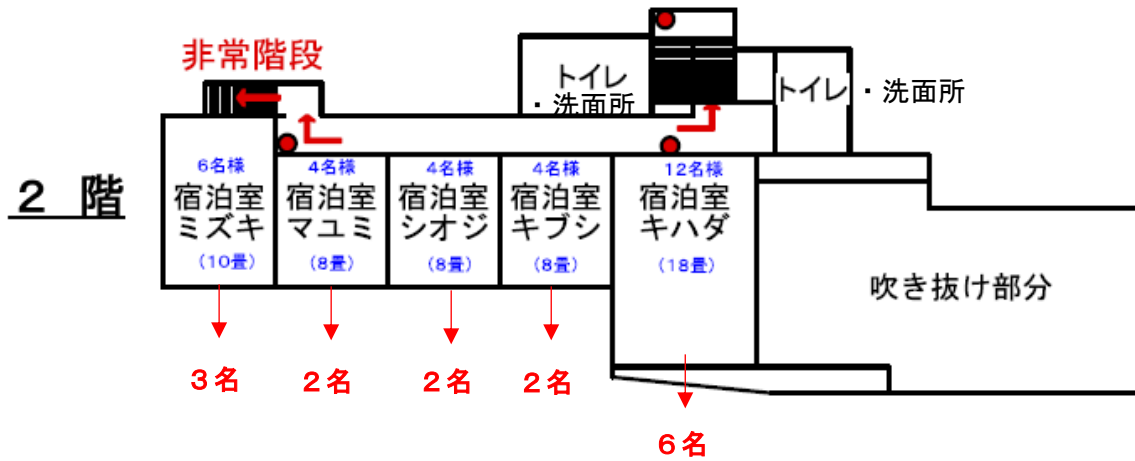 非常階段
トイレ
・洗面所
トイレ ・洗面所
２ 階
6名様
宿泊室
ミズキ
(10畳)
4名様
宿泊室
マユミ
(8畳)
4名様
宿泊室
シオジ
(8畳)
4名様
宿泊室
キブシ
(8畳)
12名様
宿泊室
キハダ
(18畳)
吹き抜け部分
３名
２名
２名
２名
６名